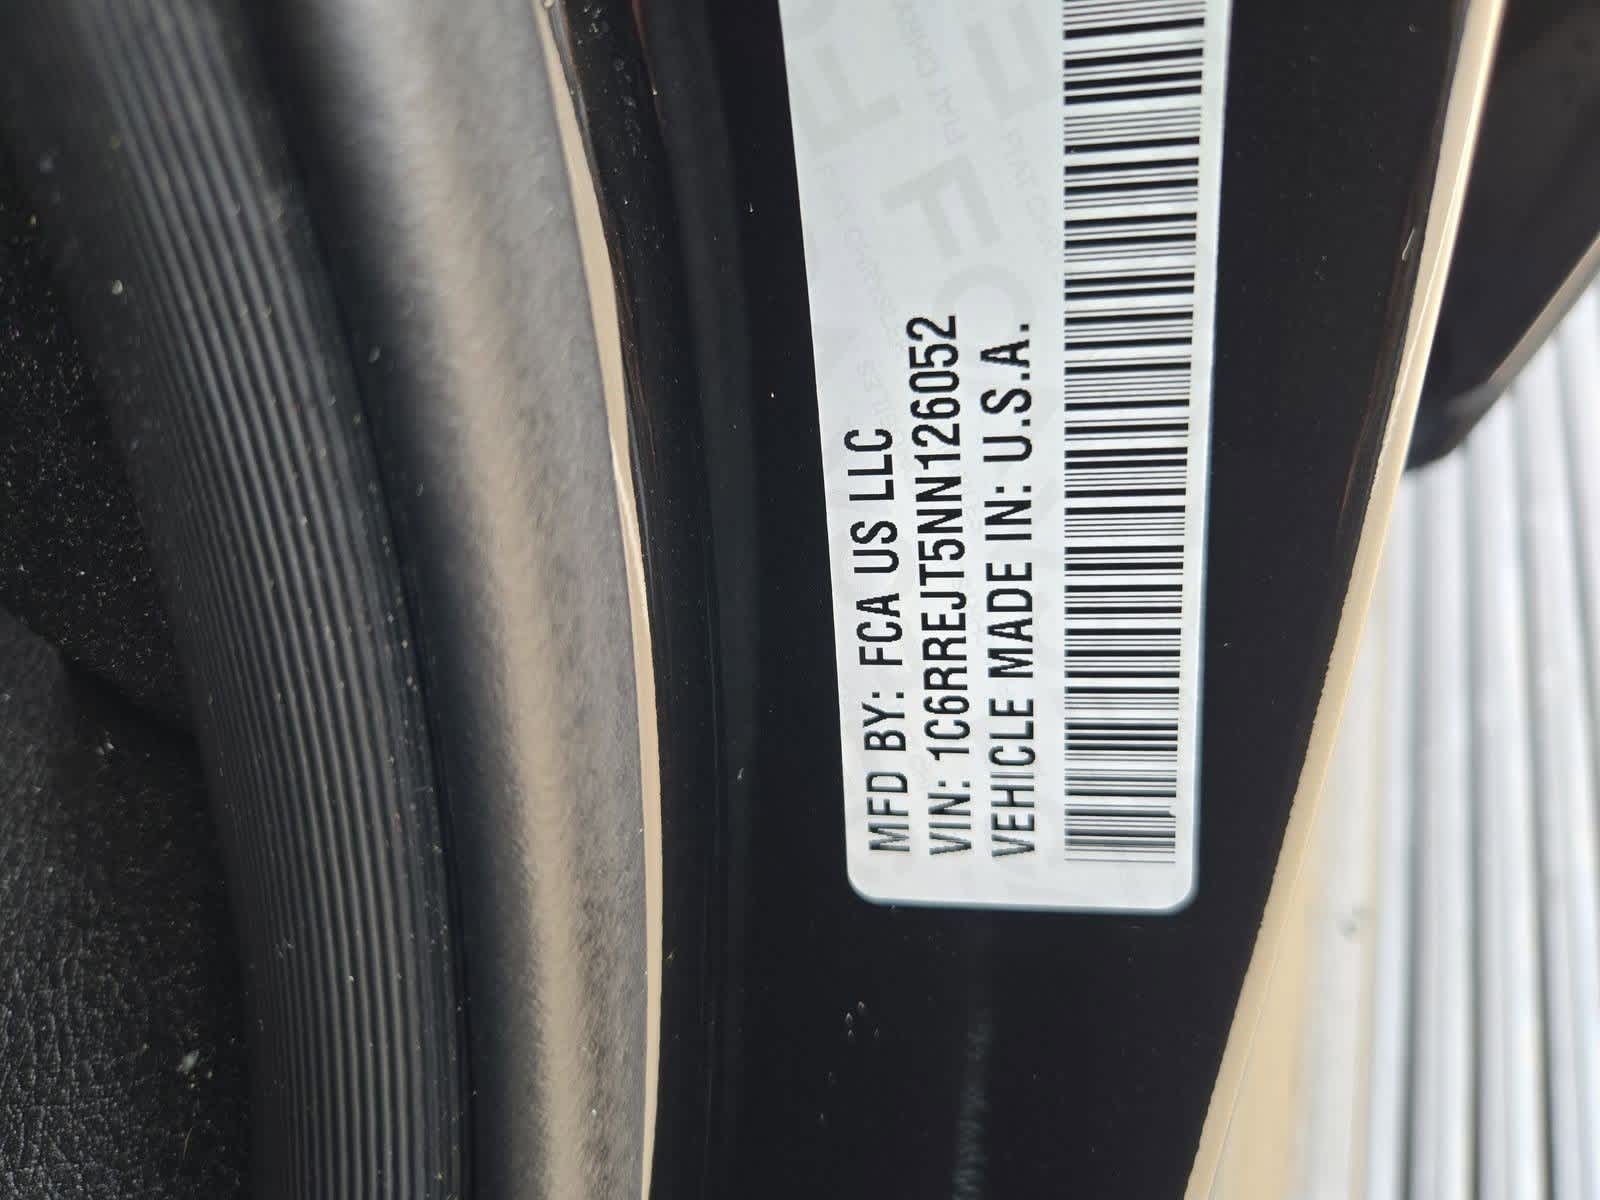 MFD BY: FCA US LLC
VIN: 1C6RREJT5NN126052
VEHICLE MADE IN: U.S.A.